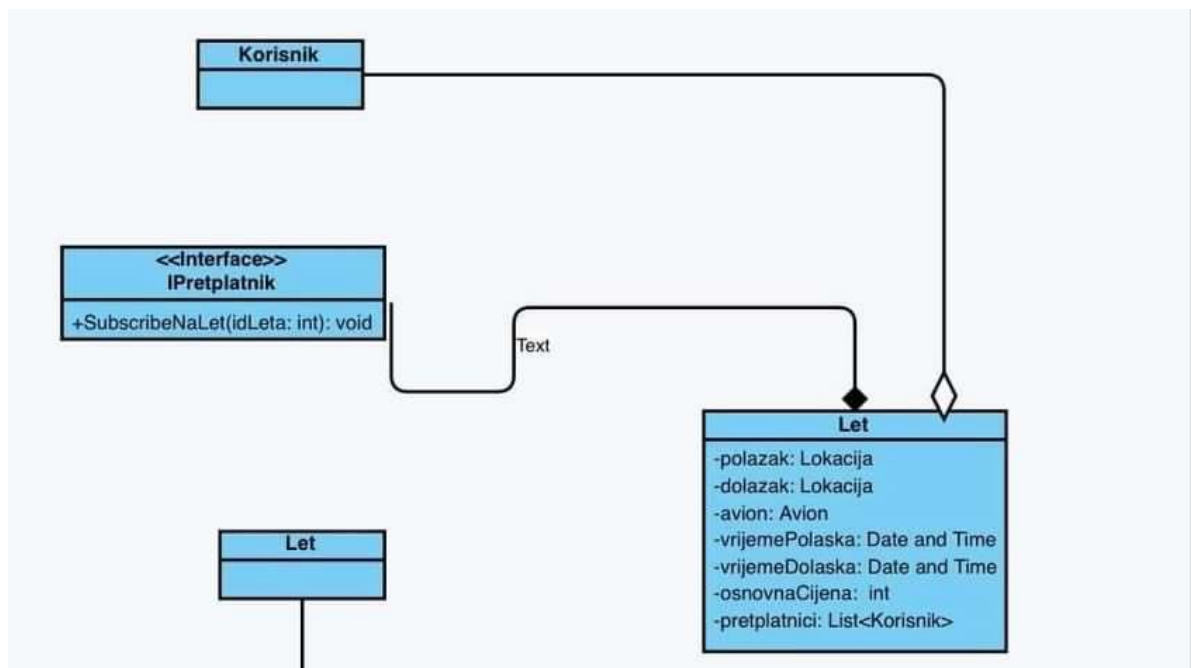 Korisnik
<<Interface>>
IPretplatnik
+SubscribeNaLet(idLeta: int): void
Text
Let
-polazak: Lokacija
-dolazak: Lokacija
-avion: Avion
-vrijemePolaska: Date and Time
-vrijemeDolaska: Date and Time
-osnovnaCijena: int
-pretplatnici: List<Korisnik>
Let